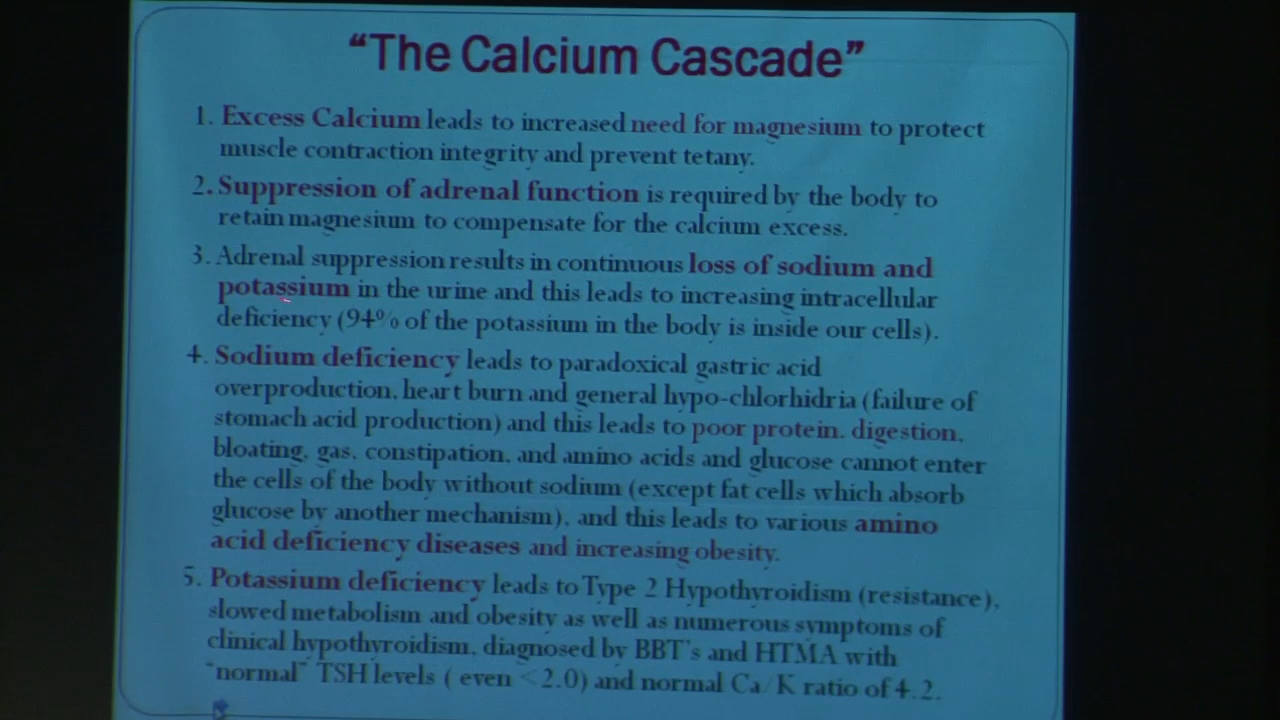 “The Calcium Cascade”
1. Excess Calcium leads to increased need for magnesium to protect
muscle contraction integrity and prevent tetany.
2. Suppression of adrenal function is required by the body to
retain magnesium to compensate for the calcium excess.
3. Adrenal suppression results in continuous loss of sodium and
potassium in the urine and this leads to increasing intracellular
deficiency (94% of the potassium in the body is inside our cells).
4. Sodium deficiency leads to paradoxical gastric acid
overproduction, heart burn and general hypo-chlorhidria (failure of
stomach acid production) and this leads to poor protein. digestion,
bloating, gas, constipation, and amino acids and glucose cannot enter
the cells of the body without sodium (except fat cells which absorb
glucose by another mechanism), and this leads to various amino
acid deficiency diseases and increasing obesity.
5. Potassium deficiency leads to Type 2 Hypothyroidism (resistance),
slowed metabolism and obesity as well as numerous symptoms of
clinical hypothyroidism, diagnosed by BBT's and HTMA with
"normal" TSH levels ( even <2.0) and normal Ca/K ratio of 4.2.